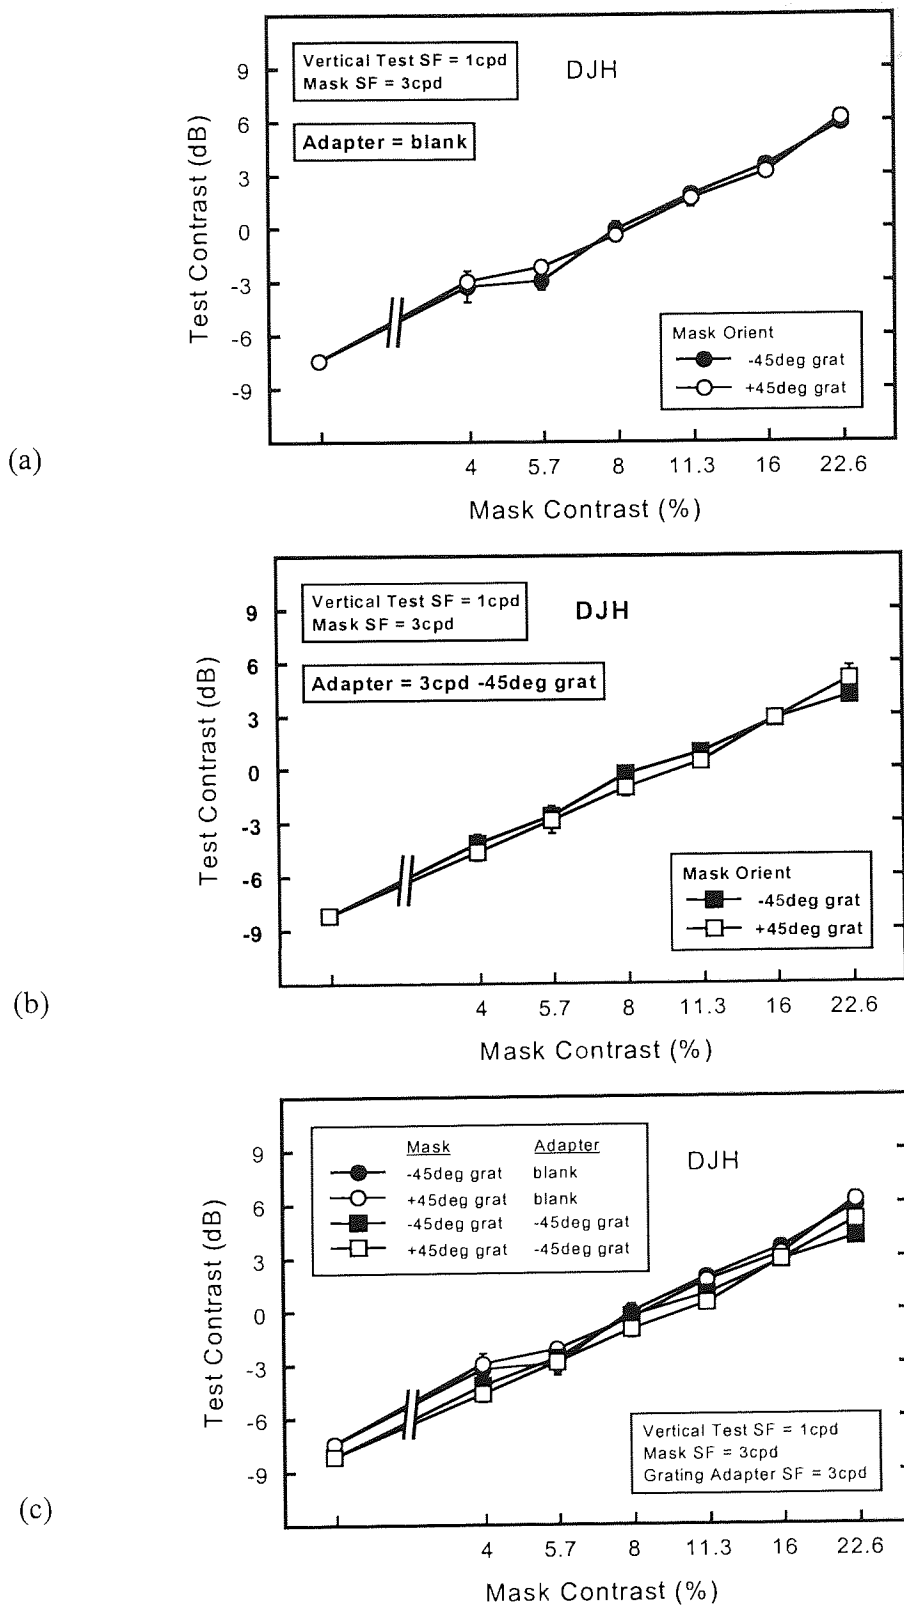 Vertical Test SF = 1cpd
Mask SF = 3cpd
DJH
Adapter = blank
Test Contrast (dB)
9
6
3
0
-3
-6
-9
Mask Orient
-45deg grat
+45deg grat
4 5.7 8 11.3 16 22.6
Mask Contrast (%)
(a)
Vertical Test SF = 1cpd
Mask SF = 3cpd
DJH
Adapter = 3cpd -45deg grat
Test Contrast (dB)
9
6
3
0
-3
-6
-9
Mask Orient
-45deg grat
+45deg grat
4 5.7 8 11.3 16 22.6
Mask Contrast (%)
(b)
Mask Adapter
-45deg grat blank
+45deg grat blank
-45deg grat -45deg grat
+45deg grat -45deg grat
DJH
Test Contrast (dB)
9
6
3
0
-3
-6
-9
Vertical Test SF = 1cpd
Mask SF = 3cpd
Grating Adapter SF = 3cpd
4 5.7 8 11.3 16 22.6
Mask Contrast (%)
(c)